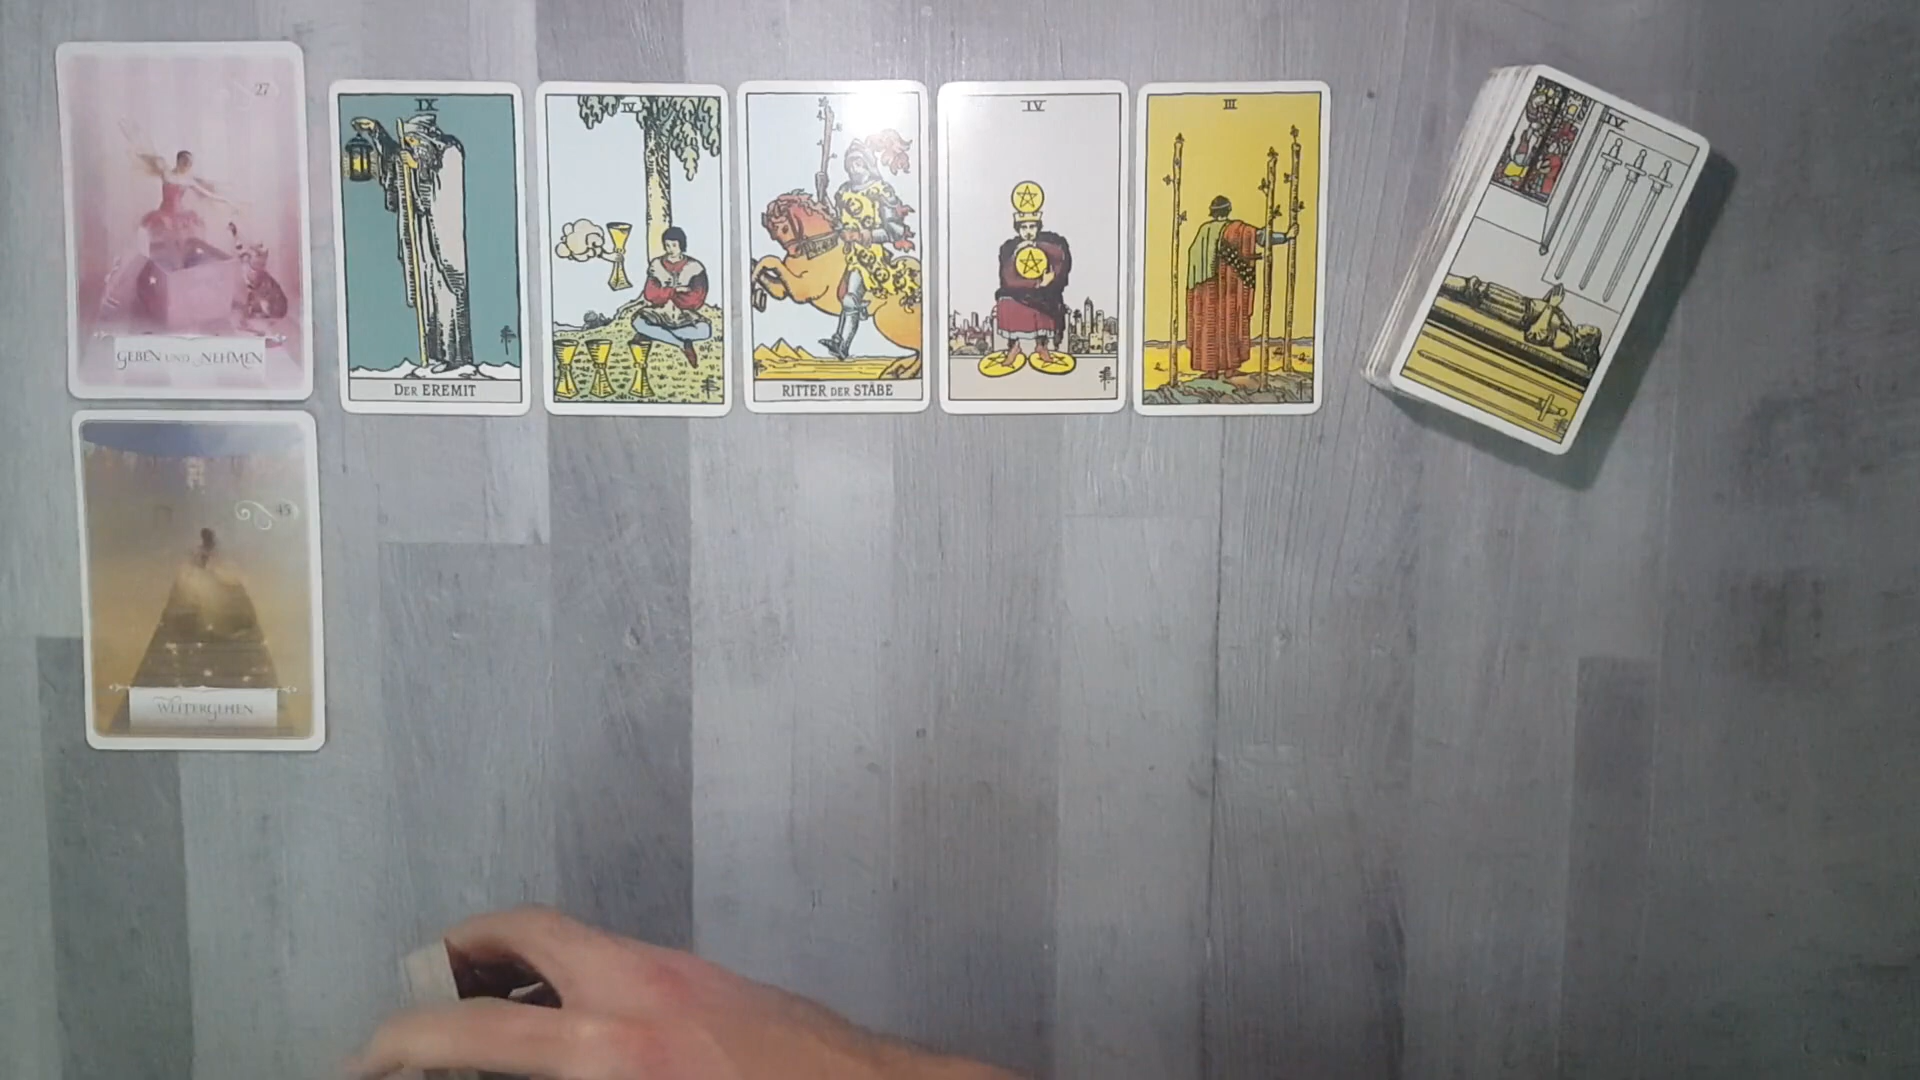 27
GEBEN UND NEHMEN
IX
DER EREMIT
IV
RITTER DER STÄBE
IV
III
IV
45
WEITERGEHEN